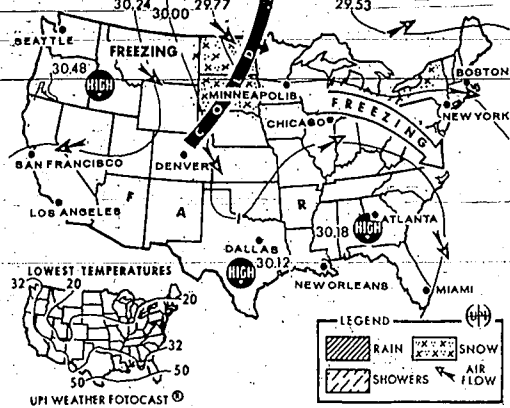 30.24 30.00 29.77 29.53
SEATTLE
FREEZING
30.48
HIGH
COLD
BOSTON
MINNEAPOLIS
FREEZING
NEW YORK
CHICAGO
SAN FRANCISCO
DENVER
F A I R
LOS ANGELES
ATLANTA
30.18
HIGH
DALLAS
30.12
HIGH
LOWEST TEMPERATURES
NEW ORLEANS
MIAMI
32 20
20
LEGEND
UPI
RAIN
SNOW
32
SHOWERS
AIR
FLOW
50
50
UPI WEATHER FOTOCAST ®